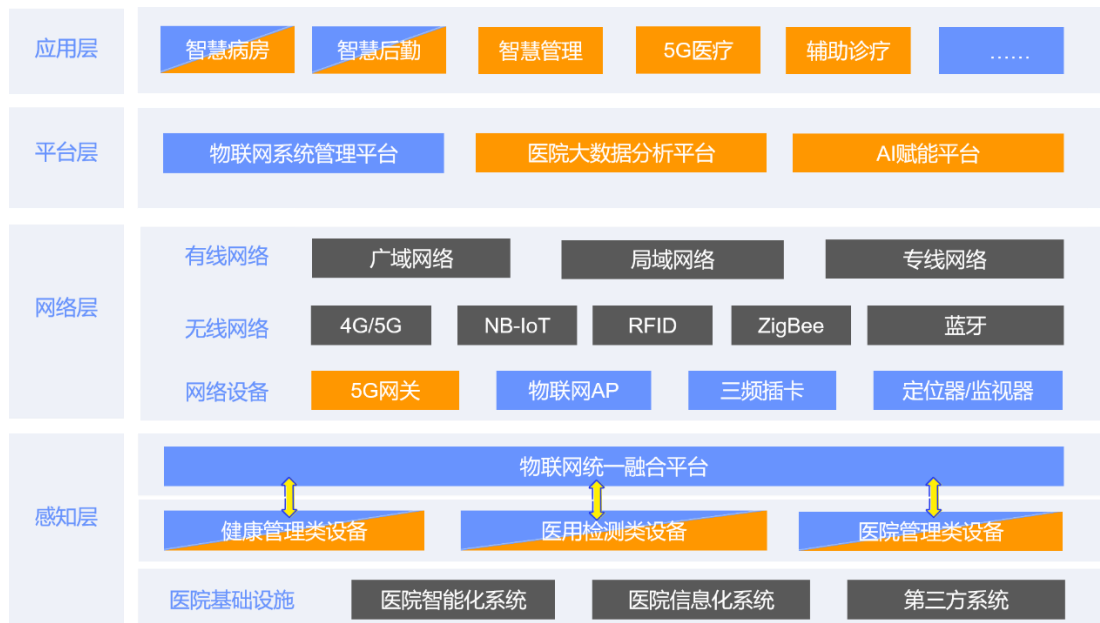 应用层
智慧病房 智慧后勤 智慧管理 5G医疗 辅助诊疗 ……
平台层
物联网系统管理平台 医院大数据分析平台 AI赋能平台
网络层
有线网络 广域网络 局域网络 专线网络
无线网络 4G/5G NB-IoT RFID ZigBee 蓝牙
网络设备 5G网关 物联网AP 三频插卡 定位器/监视器
感知层
物联网统一融合平台
健康管理类设备 医用检测类设备 医院管理类设备
医院基础设施 医院智能化系统 医院信息化系统 第三方系统